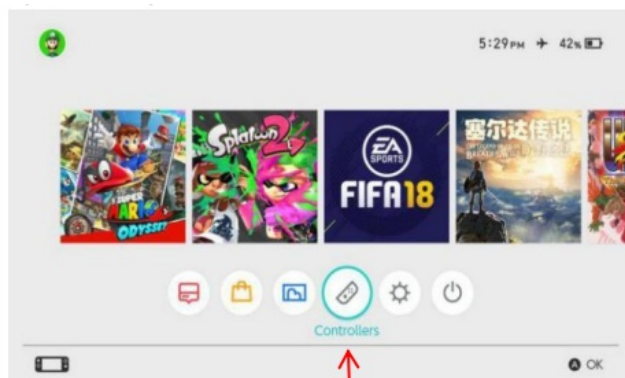 5:29PM 42%
SUPER
MARIO
ODYSSEY
Splatoon 2
EA
SPORTS
FIFA 18
塞尔达传说
Controllers
A OK